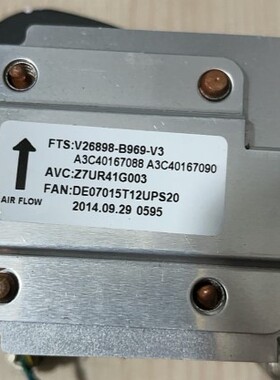 FTS:V26898-B969-V3
A3C40167088 A3C40167090
AVC:Z7UR41G003
FAN:DE07015T12UPS20
AIR FLOW
2014.09.29 0595